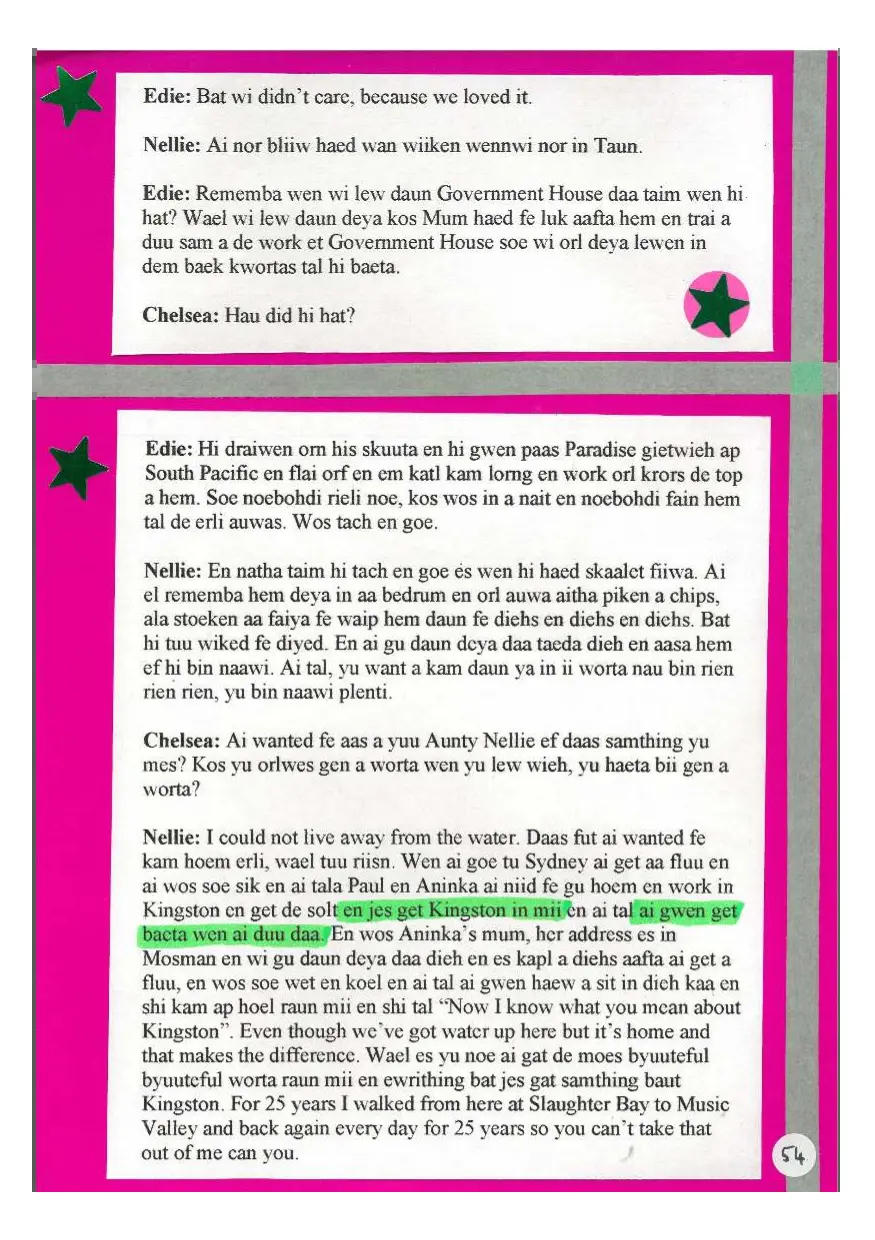 Edie: Bat wi didn't care, because we loved it.
Nellie: Ai nor bliiw haed wan wiiken wennwi nor in Taun.
Edie: Rememba wen wi lew daun Government House daa taim wen hi
hat? Wael wi lew daun deya kos Mum haed fe luk aafta hem en trai a
duu sam a de work et Government House soe wi orl deya lewen in
dem baek kwortas tal hi baeta.
Chelsea: Hau did hi hat?
Edie: Hi draiwen orn his skuuta en hi gwen paas Paradise gietwieh ap
South Pacific en flai orf en em katl kam lorng en work orl krors de top
a hem. Soe noebohdi rieli noe, kos wos in a nait en noebohdi fain hem
tal de erli auwas. Wos tach en goe.
Nellie: En natha taim hi tach en goe es wen hi haed skaalet fiiwa. Ai
el rememba hem deya in aa bedrum en orl auwa aitha piken a chips,
ala stoeken aa faiya fe waip hem daun fe diehs en diehs en diehs. Bat
hi tuu wiked fe diyed. En ai gu daun deya daa taeda dieh en aasa hem
ef hi bin naawi. Ai tal, yu want a kam daun ya in ii worta nau bin rien
rien rien, yu bin naawi plenti.
Chelsea: Ai wanted fe aas a yuu Aunty Nellie ef daas samthing yu
mes? Kos yu orlwes gen a worta wen yu lew wieh, yu haeta bii gen a
worta?
Nellie: I could not live away from the water. Daas fut ai wanted fe
kam hoem erli, wael tuu riisn. Wen ai goe tu Sydney ai get aa fluu en
ai wos soe sik en ai tala Paul en Aninka ai niid fe gu hoem en work in
Kingston en get de solt en jes get Kingston in mii en ai tal ai gwen get
baeta wen ai duu daa. En wos Aninka's mum, her address es in
Mosman en wi gu daun deya daa dieh en es kapl a diehs aafta ai get a
fluu, en wos soe wet en koel en ai tal ai gwen haew a sit in dieh kaa en
shi kam ap hoel raun mii en shi tal "Now I know what you mean about
Kingston". Even though we've got water up here but it's home and
that makes the difference. Wael es yu noe ai gat de moes byuuteful
byuuteful worta raun mii en ewrithing bat jes gat samthing baut
Kingston. For 25 years I walked from here at Slaughter Bay to Music
Valley and back again every day for 25 years so you can't take that
out of me can you.
54